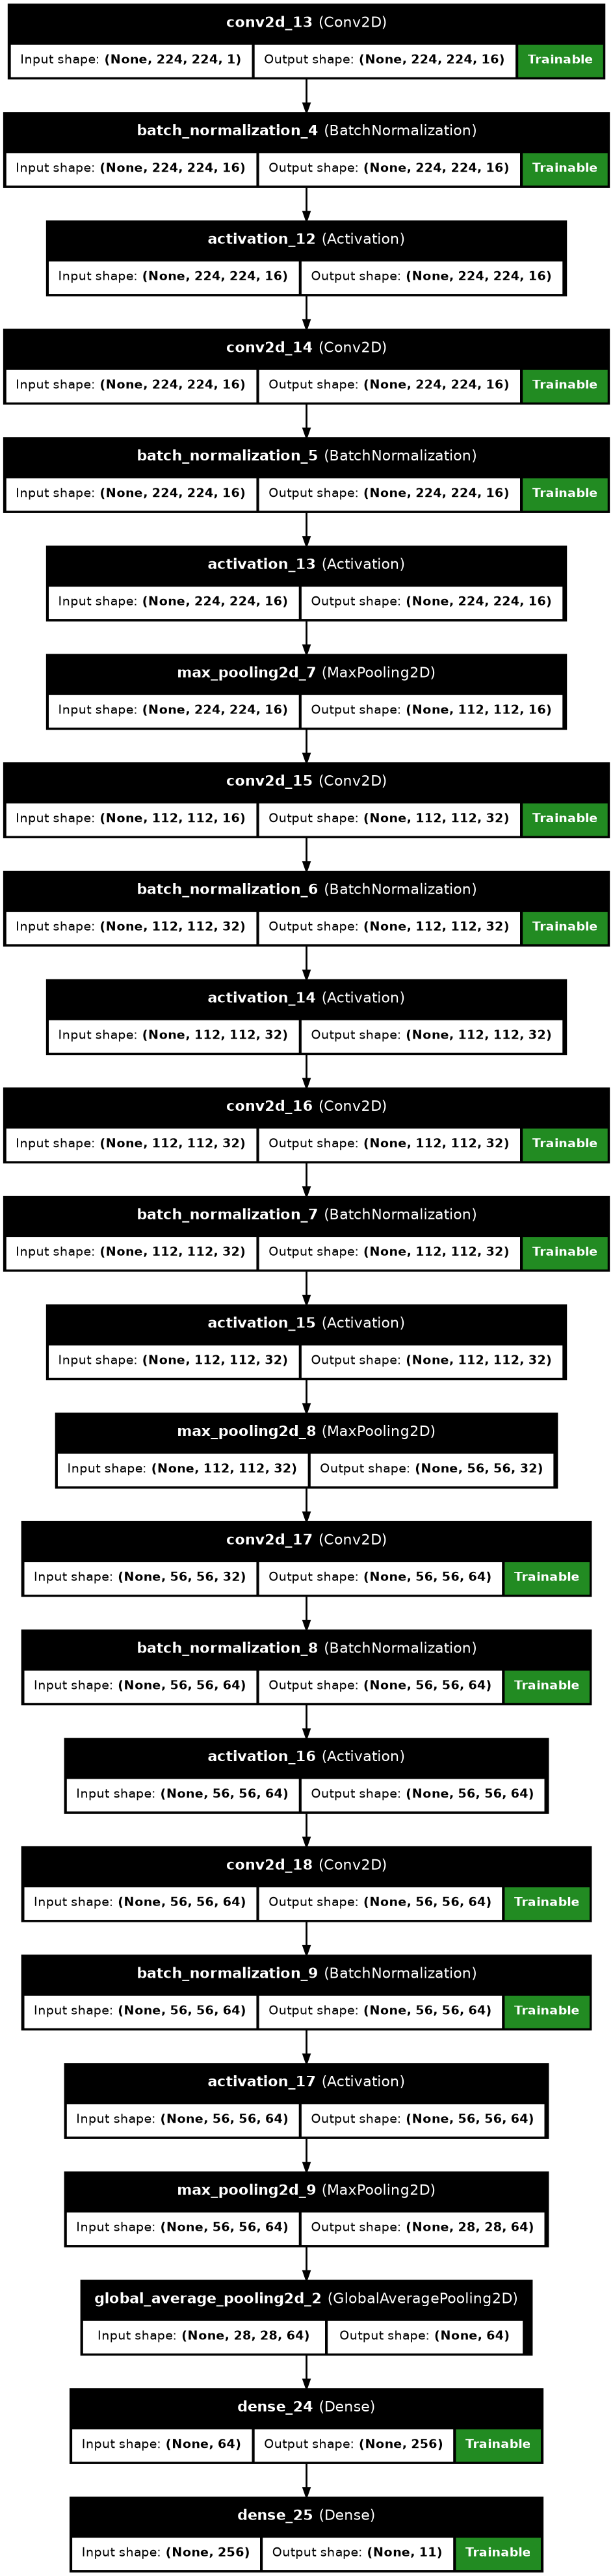 conv2d_13 (Conv2D)
Input shape: (None, 224, 224, 1) Output shape: (None, 224, 224, 16) Trainable
batch_normalization_4 (BatchNormalization)
Input shape: (None, 224, 224, 16) Output shape: (None, 224, 224, 16) Trainable
activation_12 (Activation)
Input shape: (None, 224, 224, 16) Output shape: (None, 224, 224, 16)
conv2d_14 (Conv2D)
Input shape: (None, 224, 224, 16) Output shape: (None, 224, 224, 16) Trainable
batch_normalization_5 (BatchNormalization)
Input shape: (None, 224, 224, 16) Output shape: (None, 224, 224, 16) Trainable
activation_13 (Activation)
Input shape: (None, 224, 224, 16) Output shape: (None, 224, 224, 16)
max_pooling2d_7 (MaxPooling2D)
Input shape: (None, 224, 224, 16) Output shape: (None, 112, 112, 16)
conv2d_15 (Conv2D)
Input shape: (None, 112, 112, 16) Output shape: (None, 112, 112, 32) Trainable
batch_normalization_6 (BatchNormalization)
Input shape: (None, 112, 112, 32) Output shape: (None, 112, 112, 32) Trainable
activation_14 (Activation)
Input shape: (None, 112, 112, 32) Output shape: (None, 112, 112, 32)
conv2d_16 (Conv2D)
Input shape: (None, 112, 112, 32) Output shape: (None, 112, 112, 32) Trainable
batch_normalization_7 (BatchNormalization)
Input shape: (None, 112, 112, 32) Output shape: (None, 112, 112, 32) Trainable
activation_15 (Activation)
Input shape: (None, 112, 112, 32) Output shape: (None, 112, 112, 32)
max_pooling2d_8 (MaxPooling2D)
Input shape: (None, 112, 112, 32) Output shape: (None, 56, 56, 32)
conv2d_17 (Conv2D)
Input shape: (None, 56, 56, 32) Output shape: (None, 56, 56, 64) Trainable
batch_normalization_8 (BatchNormalization)
Input shape: (None, 56, 56, 64) Output shape: (None, 56, 56, 64) Trainable
activation_16 (Activation)
Input shape: (None, 56, 56, 64) Output shape: (None, 56, 56, 64)
conv2d_18 (Conv2D)
Input shape: (None, 56, 56, 64) Output shape: (None, 56, 56, 64) Trainable
batch_normalization_9 (BatchNormalization)
Input shape: (None, 56, 56, 64) Output shape: (None, 56, 56, 64) Trainable
activation_17 (Activation)
Input shape: (None, 56, 56, 64) Output shape: (None, 56, 56, 64)
max_pooling2d_9 (MaxPooling2D)
Input shape: (None, 56, 56, 64) Output shape: (None, 28, 28, 64)
global_average_pooling2d_2 (GlobalAveragePooling2D)
Input shape: (None, 28, 28, 64) Output shape: (None, 64)
dense_24 (Dense)
Input shape: (None, 64) Output shape: (None, 256) Trainable
dense_25 (Dense)
Input shape: (None, 256) Output shape: (None, 11) Trainable